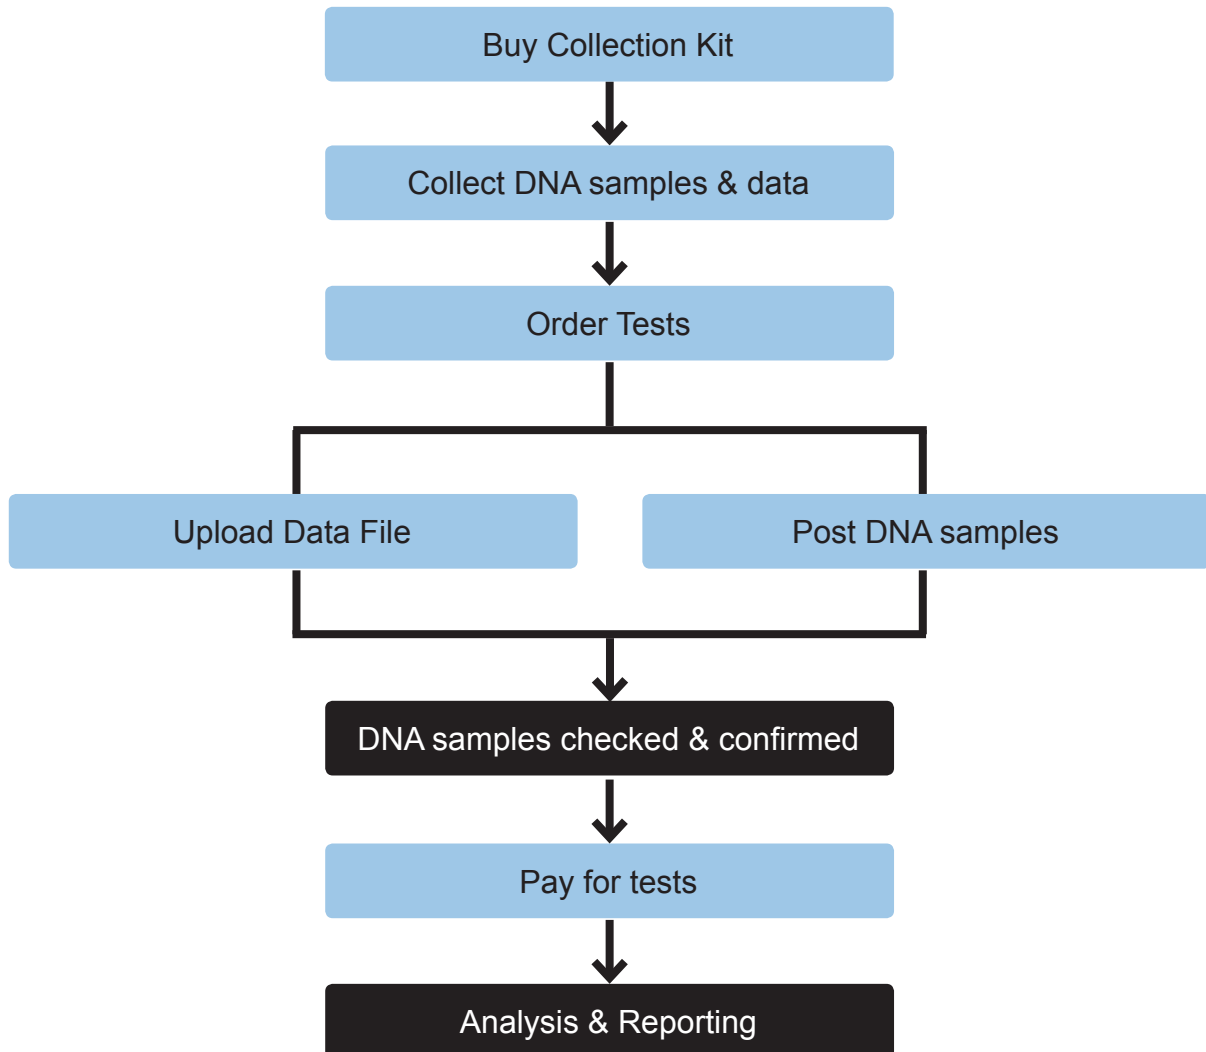 Buy Collection Kit
Collect DNA samples & data
Order Tests
Upload Data File
Post DNA samples
DNA samples checked & confirmed
Pay for tests
Analysis & Reporting